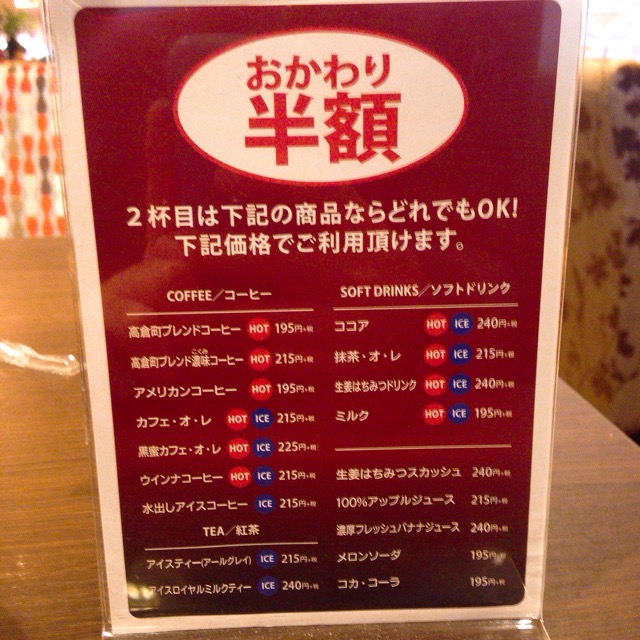 おかわり
半額
２杯目は下記の商品ならどれでもOK!
下記価格でご利用頂けます。
COFFEE／コーヒー
高倉町ブレンドコーヒー HOT 195円+税
高倉町ブレンド濃味(こくみ)コーヒー HOT 215円+税
アメリカンコーヒー HOT 195円+税
カフェ・オ・レ HOT ICE 215円+税
黒蜜カフェ・オ・レ HOT ICE 225円+税
ウインナコーヒー HOT ICE 215円+税
水出しアイスコーヒー ICE 215円+税
TEA／紅茶
アイスティー(アールグレイ) ICE 215円+税
アイスロイヤルミルクティー ICE 240円+税
SOFT DRINKS／ソフトドリンク
ココア HOT ICE 240円+税
抹茶・オ・レ HOT ICE 215円+税
生姜はちみつドリンク HOT ICE 240円+税
ミルク HOT ICE 195円+税
生姜はちみつスカッシュ 240円+税
100%アップルジュース 215円+税
濃厚フレッシュバナナジュース 240円+税
メロンソーダ 195円+税
コカ・コーラ 195円+税